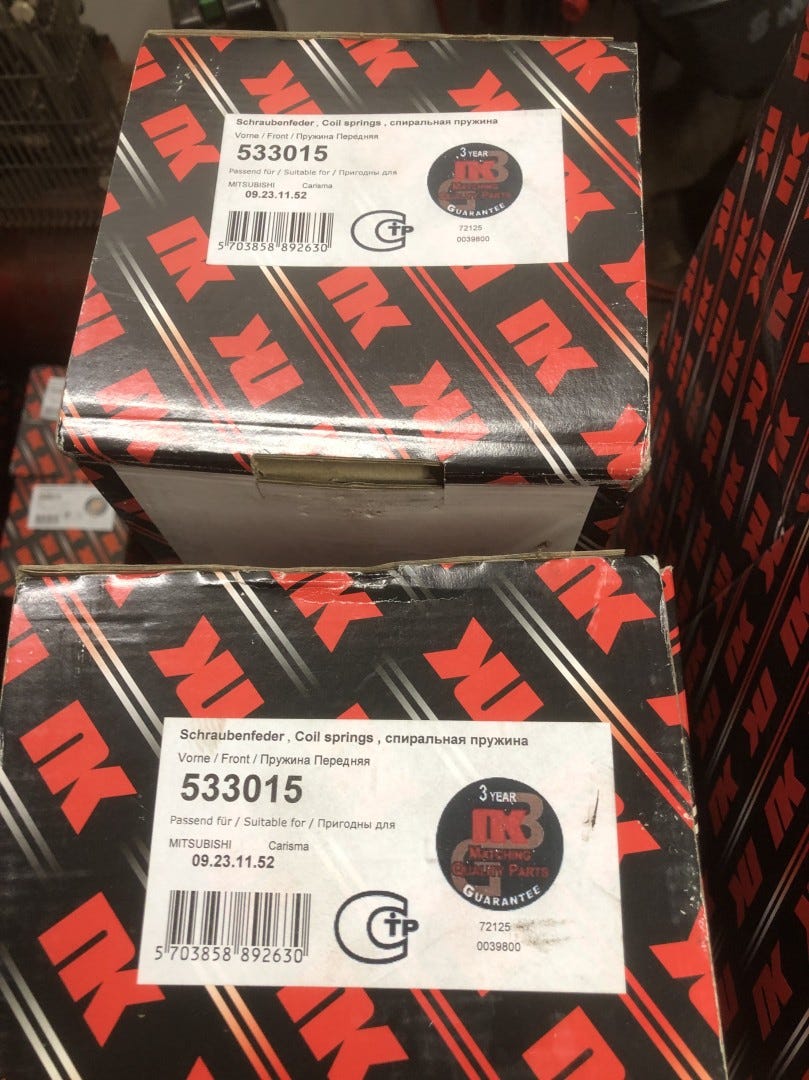 Schraubenfeder , Coil springs , спиральная пружина
Vorne / Front / Пружина Передняя
533015
Passend für / Suitable for / Пригодны для
MITSUBISHI Carisma
09.23.11.52
5 703858 892630
3 YEAR
NK
MATCHING
QUALITY PARTS
GUARANTEE
72125
0039800
Schraubenfeder , Coil springs , спиральная пружина
Vorne / Front / Пружина Передняя
533015
Passend für / Suitable for / Пригодны для
MITSUBISHI Carisma
09.23.11.52
5 703858 892630
3 YEAR
NK
MATCHING
QUALITY PARTS
GUARANTEE
72125
0039800